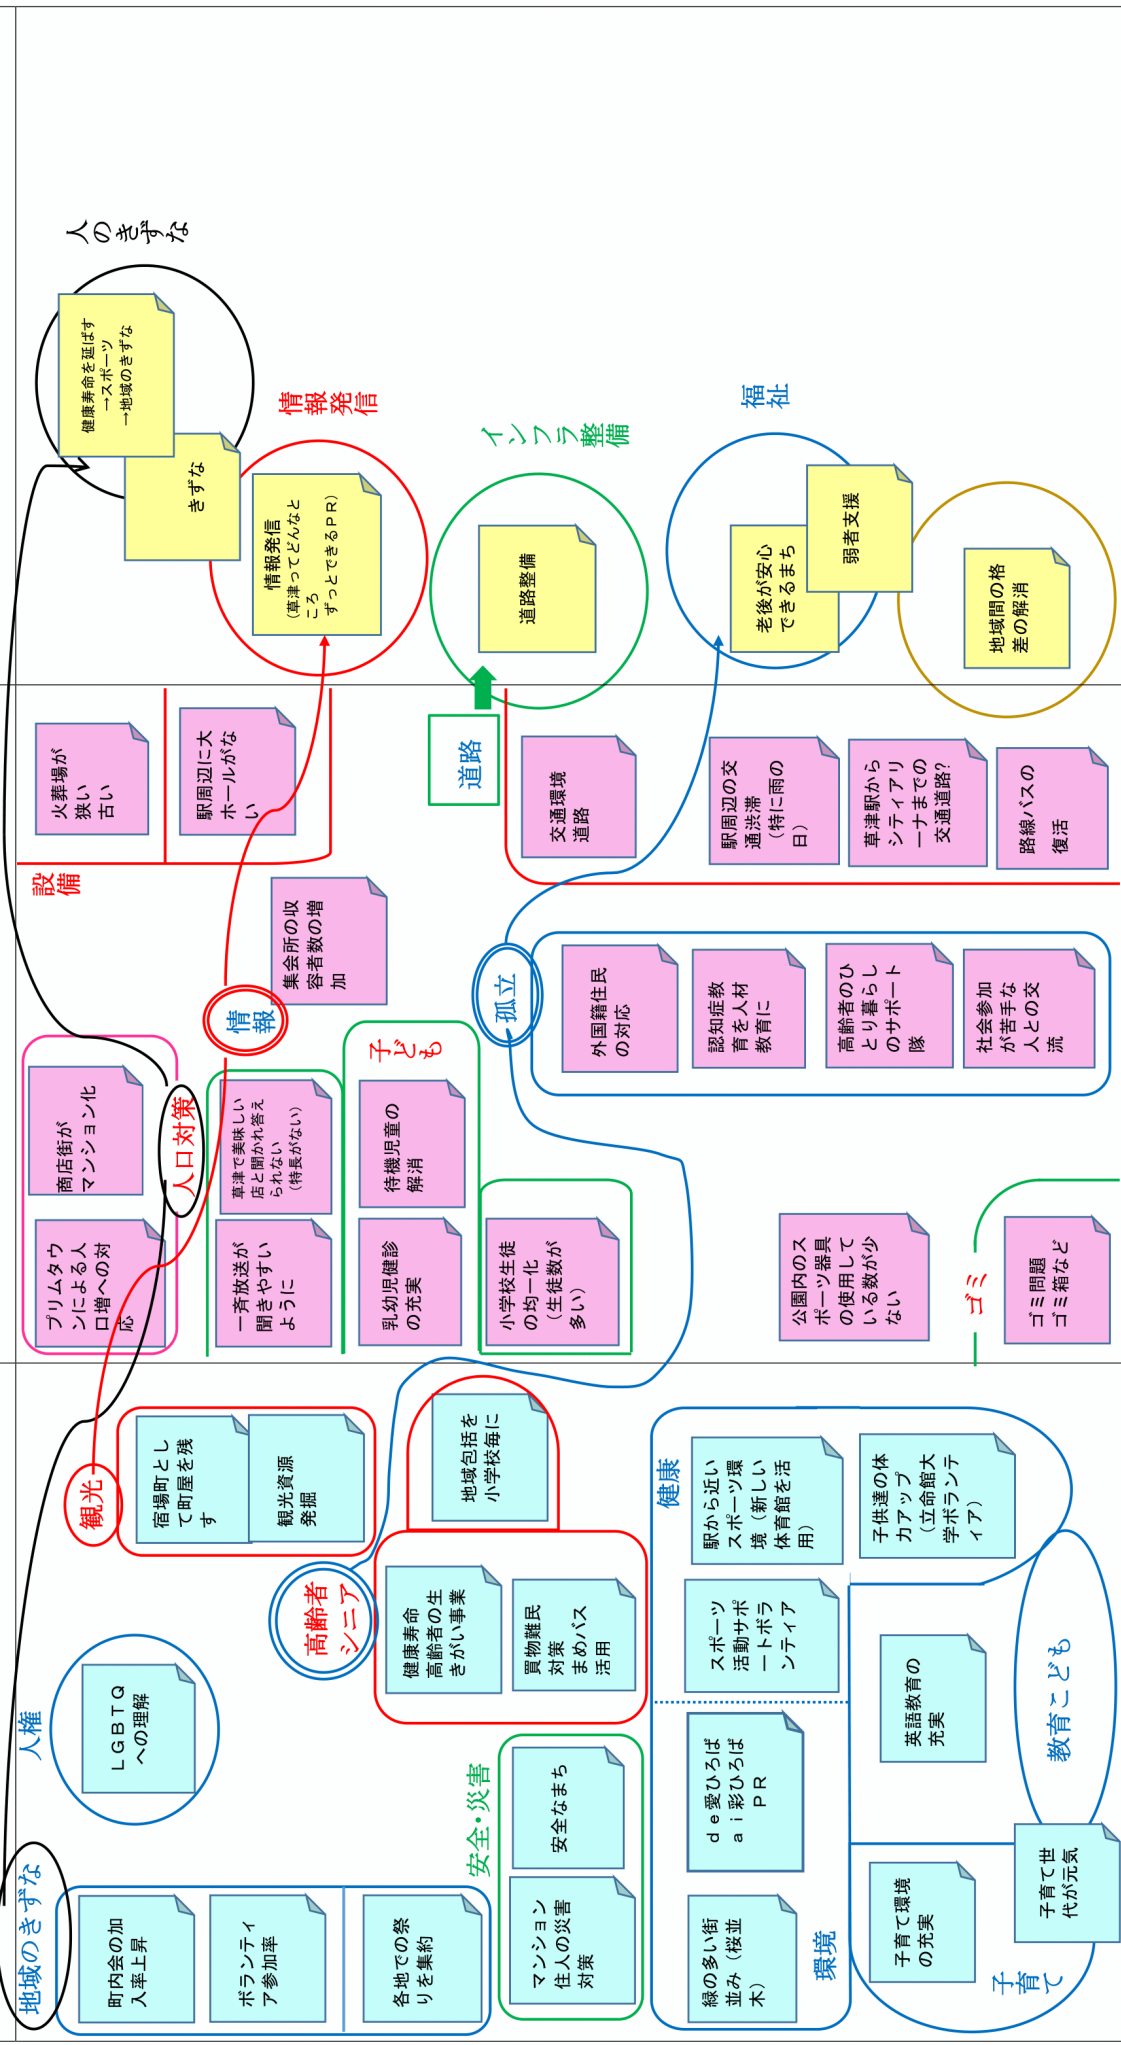 地域のきずな
町内会の加
入率上昇
ボランティ
ア参加率
各地での祭
りを集約
人権
LGBTQ
への理解
観光
宿場町とし
て町屋を残
す
観光資源
発掘
高齢者
シニア
健康寿命
高齢者の生
きがい事業
買物難民
対策
まめバス
活用
地域包括を
小学校毎に
安全・災害
マンション
住人の災害
対策
安全なまち
環境
緑の多い街
並み（桜並
木）
de愛ひろば
ai彩ひろば
PR
健康
スポーツ
活動サポ
ートボラ
ンティア
駅から近い
スポーツ環
境（新しい
体育館を活
用）
子供達の体
力アップ
（立命館大
学ボランテ
ィア）
子育て
子育て環境
の充実
子育て世
代が元気
英語教育の
充実
教育こども
人口対策
プリムタウ
ンによる人
口増への対
応
商店街が
マンション化
情報
一斉放送が
聞きやすい
ように
草津で美味しい
店と聞かれ答え
られない
（特長がない）
子ども
乳幼児健診
の充実
待機児童の
解消
小学校生徒
の均一化
（生徒数が
多い）
公園内のス
ポーツ器具
の使用して
いる数が少
ない
ゴミ
ゴミ問題
ゴミ箱など
孤立
外国籍住民
の対応
認知症教
育を人材
教育に
高齢者のひ
とり暮らし
のサポート
隊
社会参加
が苦手な
人との交
流
設備
火葬場が
狭い
古い
駅周辺に大
ホールがな
い
集会所の収
容者数の増
加
道路
交通環境
道路
駅周辺の交
通渋滞
（特に雨の
日）
草津駅から
シティアリ
ーナまでの
交通道路?
路線バスの
復活
人のきずな
健康寿命を延ばす
→スポーツ
→地域のきずな
きずな
情報発信
情報発信
（草津ってどんなと
ころ
ずっとできるPR）
インフラ整備
道路整備
福祉
老後が安心
できるまち
弱者支援
地域間の格
差の解消